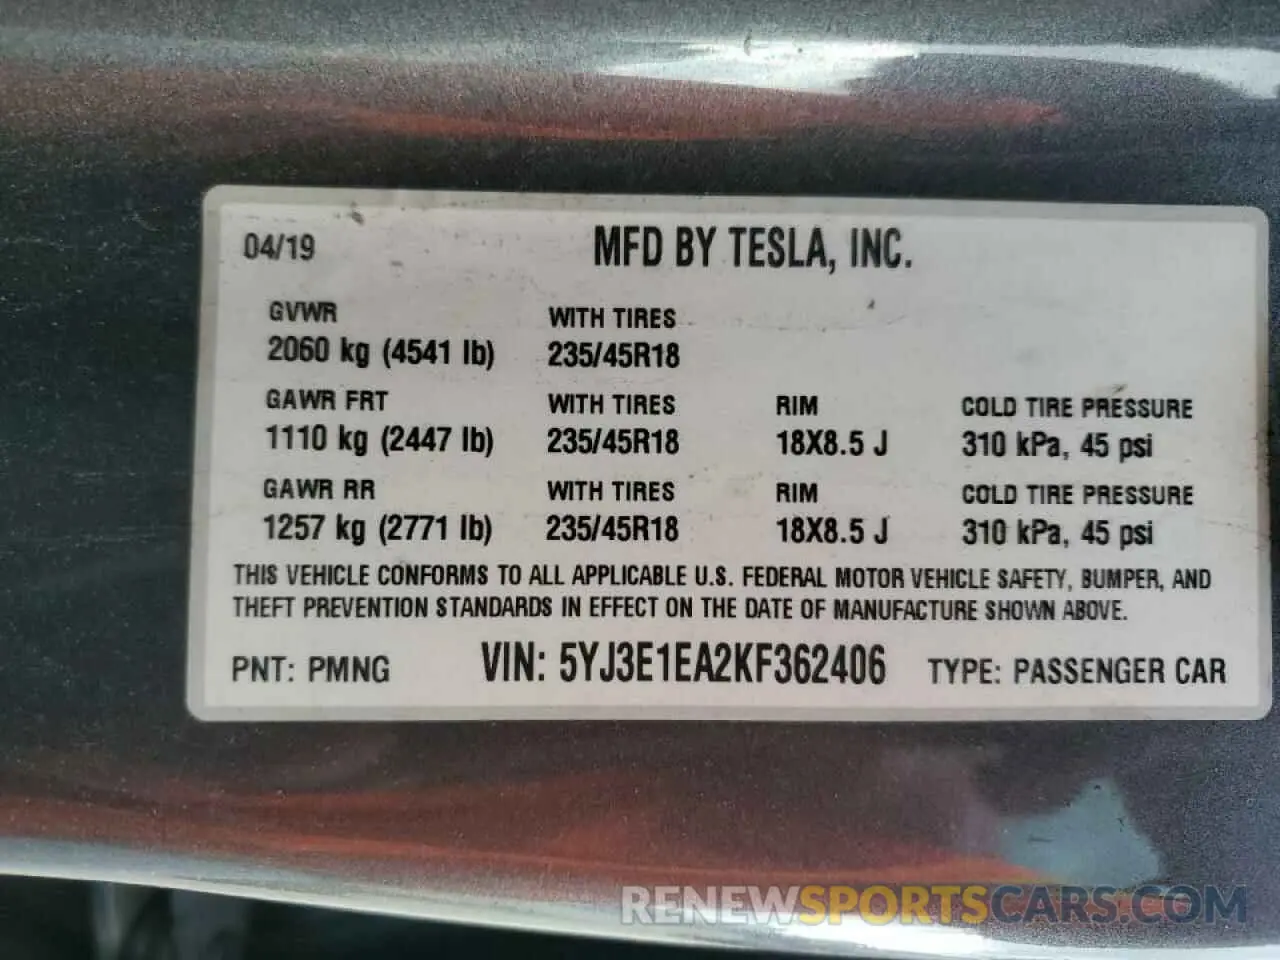 04/19 MFD BY TESLA, INC.
GVWR WITH TIRES
2060 kg (4541 lb) 235/45R18
GAWR FRT WITH TIRES RIM COLD TIRE PRESSURE
1110 kg (2447 lb) 235/45R18 18X8.5 J 310 kPa, 45 psi
GAWR RR WITH TIRES RIM COLD TIRE PRESSURE
1257 kg (2771 lb) 235/45R18 18X8.5 J 310 kPa, 45 psi
THIS VEHICLE CONFORMS TO ALL APPLICABLE U.S. FEDERAL MOTOR VEHICLE SAFETY, BUMPER, AND
THEFT PREVENTION STANDARDS IN EFFECT ON THE DATE OF MANUFACTURE SHOWN ABOVE.
PNT: PMNG VIN: 5YJ3E1EA2KF362406 TYPE: PASSENGER CAR
RENEWSPORTSCARS.COM